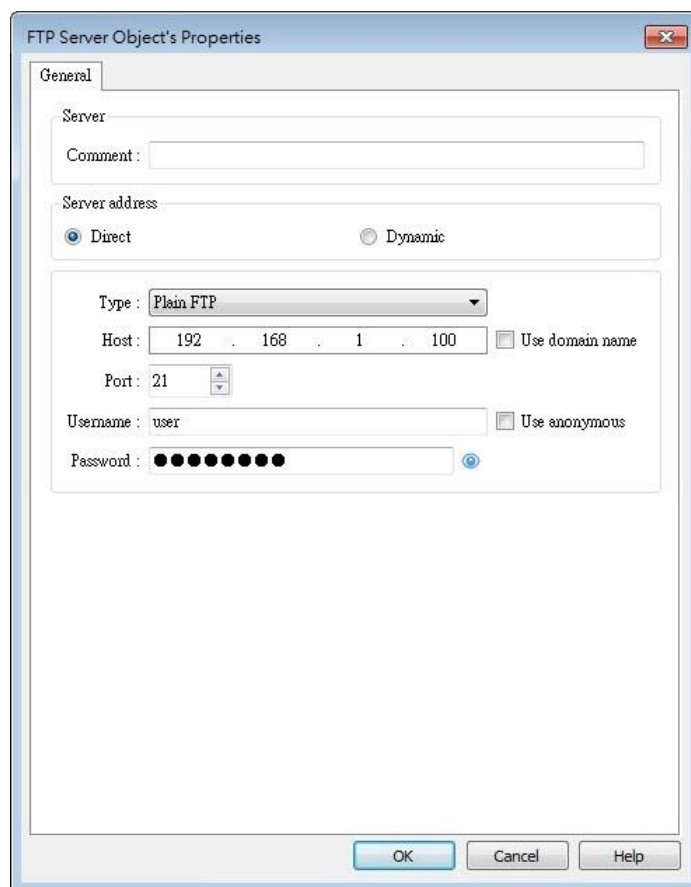 FTP Server Object's Properties
General
Server
Comment :
Server address
Direct Dynamic
Type : Plain FTP
Host : 192 . 168 . 1 . 100 Use domain name
Port : 21
Username : user Use anonymous
Password : ●●●●●●●●
OK Cancel Help